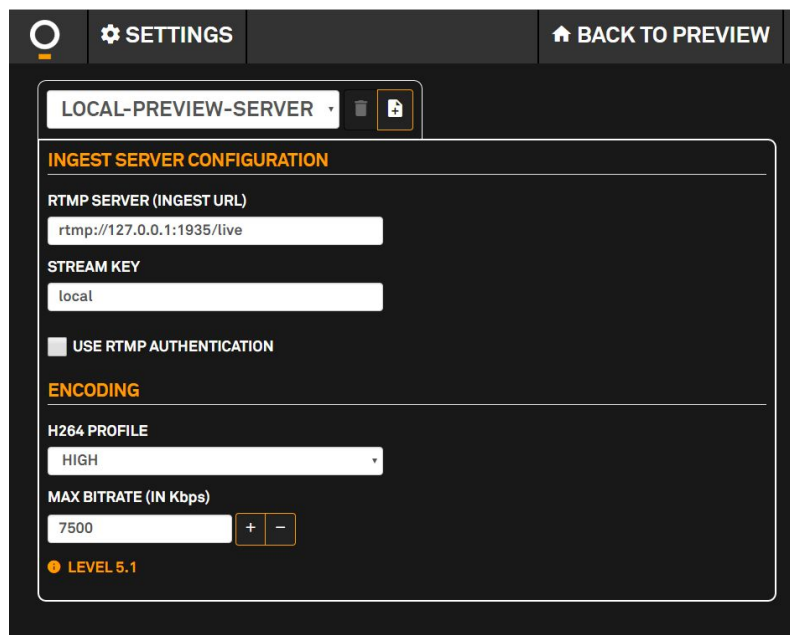 SETTINGS
BACK TO PREVIEW
LOCAL-PREVIEW-SERVER
INGEST SERVER CONFIGURATION
RTMP SERVER (INGEST URL)
rtmp://127.0.0.1:1935/live
STREAM KEY
local
USE RTMP AUTHENTICATION
ENCODING
H264 PROFILE
HIGH
MAX BITRATE (IN Kbps)
7500 + −
LEVEL 5.1